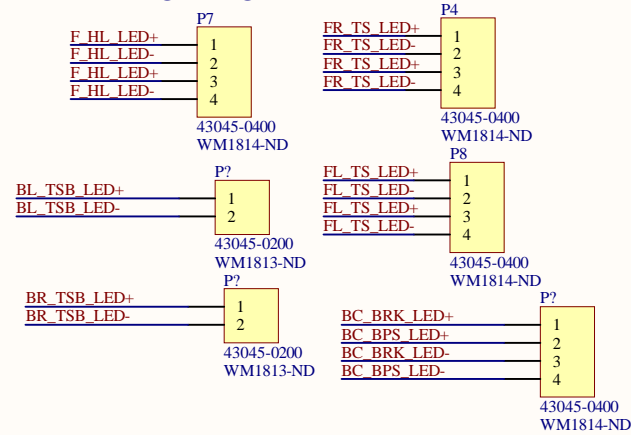 P7
F_HL_LED+ 1
F_HL_LED- 2
F_HL_LED+ 3
F_HL_LED- 4
43045-0400
WM1814-ND
P4
FR_TS_LED+ 1
FR_TS_LED- 2
FR_TS_LED+ 3
FR_TS_LED- 4
43045-0400
WM1814-ND
P?
BL_TSB_LED+ 1
BL_TSB_LED- 2
43045-0200
WM1813-ND
P8
FL_TS_LED+ 1
FL_TS_LED- 2
FL_TS_LED+ 3
FL_TS_LED- 4
43045-0400
WM1814-ND
P?
BR_TSB_LED+ 1
BR_TSB_LED- 2
43045-0200
WM1813-ND
P?
BC_BRK_LED+ 1
BC_BPS_LED+ 2
BC_BRK_LED- 3
BC_BPS_LED- 4
43045-0400
WM1814-ND